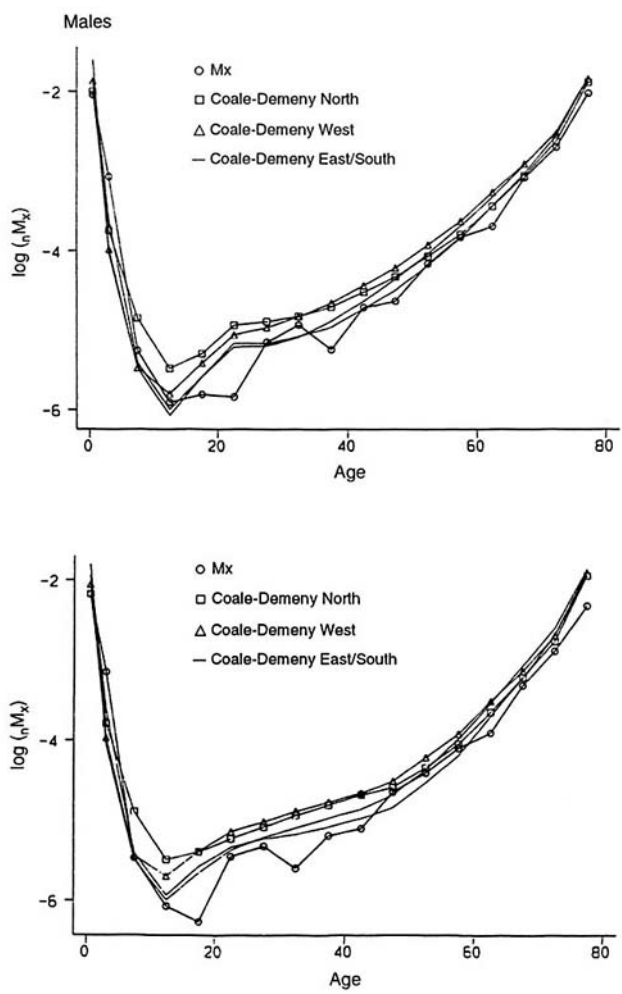 Males
-2
-4
-6
log (ₙMₓ)
Mx
Coale-Demeny North
Coale-Demeny West
Coale-Demeny East/South
0
20
40
60
80
Age
-2
-4
-6
log (ₙMₓ)
Mx
Coale-Demeny North
Coale-Demeny West
Coale-Demeny East/South
0
20
40
60
80
Age